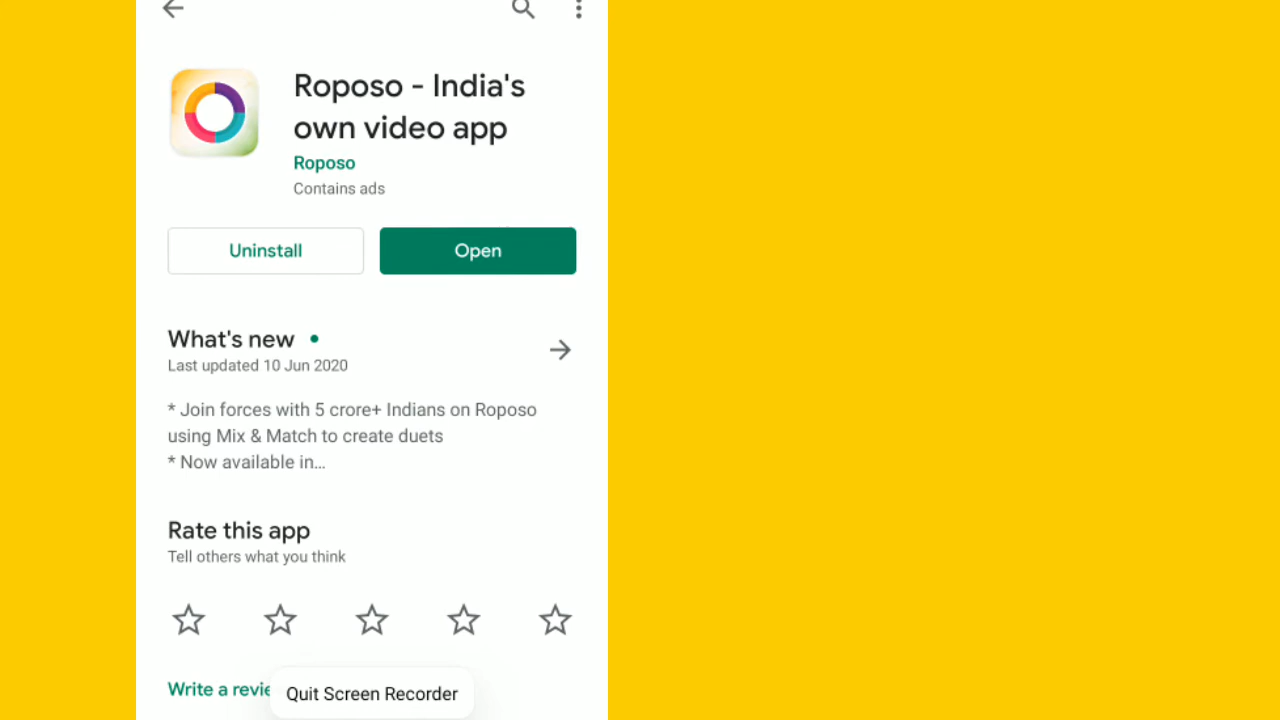 Roposo - India's
own video app
Roposo
Contains ads
Uninstall
Open
What's new
Last updated 10 Jun 2020
* Join forces with 5 crore+ Indians on Roposo
using Mix & Match to create duets
* Now available in…
Rate this app
Tell others what you think
Write a revie
Quit Screen Recorder